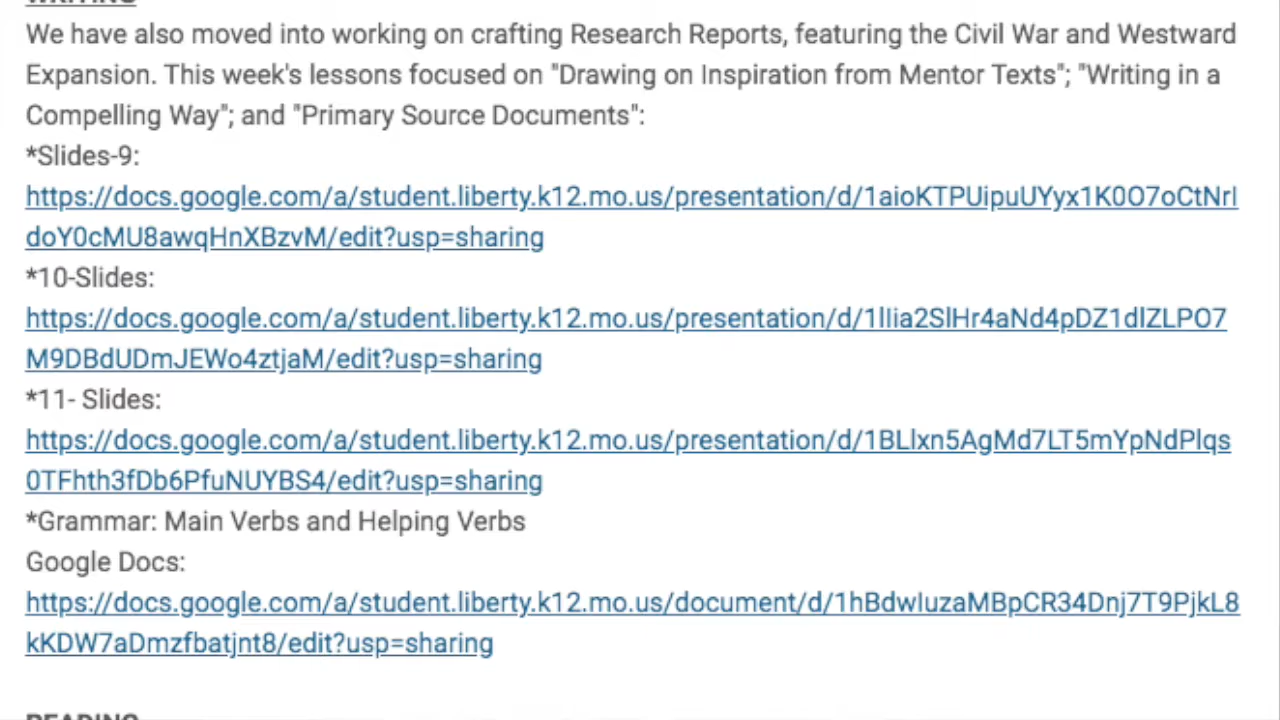 WRITING
We have also moved into working on crafting Research Reports, featuring the Civil War and Westward
Expansion. This week's lessons focused on "Drawing on Inspiration from Mentor Texts"; "Writing in a
Compelling Way"; and "Primary Source Documents":
*Slides-9:
https://docs.google.com/a/student.liberty.k12.mo.us/presentation/d/1aioKTPUipuUYyx1K0O7oCtNrI
doY0cMU8awqHnXBzvM/edit?usp=sharing
*10-Slides:
https://docs.google.com/a/student.liberty.k12.mo.us/presentation/d/1lIia2SlHr4aNd4pDZ1dlZLPO7
M9DBdUDmJEWo4ztjaM/edit?usp=sharing
*11- Slides:
https://docs.google.com/a/student.liberty.k12.mo.us/presentation/d/1BLlxn5AgMd7LT5mYpNdPlqs
0TFhth3fDb6PfuNUYBS4/edit?usp=sharing
*Grammar: Main Verbs and Helping Verbs
Google Docs:
https://docs.google.com/a/student.liberty.k12.mo.us/document/d/1hBdwluzaMBpCR34Dnj7T9PjkL8
kKDW7aDmzfbatjnt8/edit?usp=sharing
READING